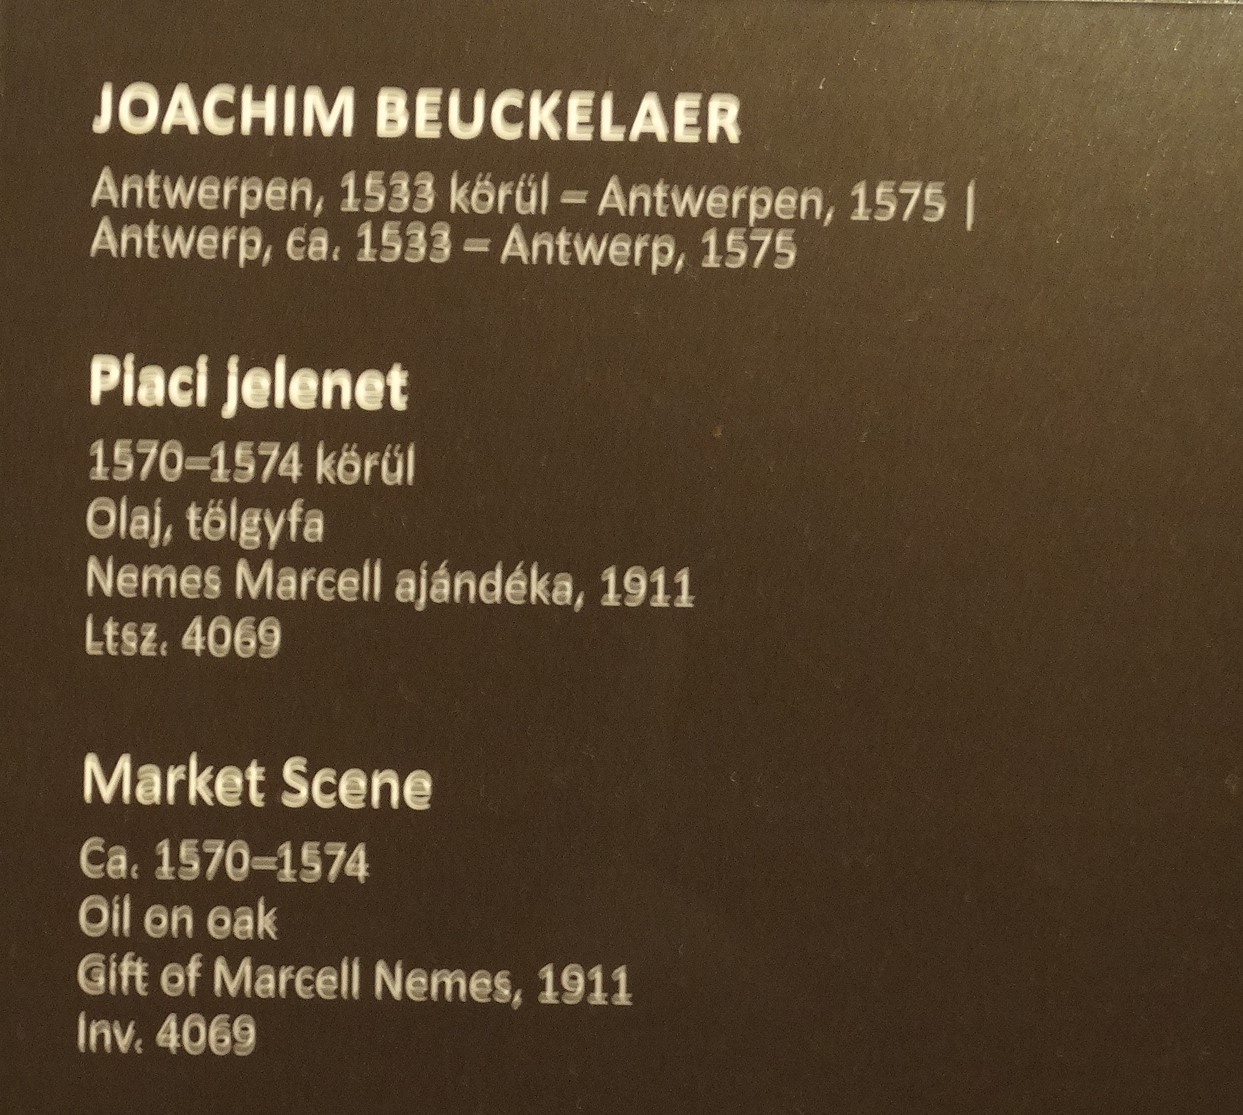 JOACHIM BEUCKELAER
Antwerpen, 1533 körül – Antwerpen, 1575 |
Antwerp, ca. 1533 – Antwerp, 1575
Piaci jelenet
1570–1574 körül
Olaj, tölgyfa
Nemes Marcell ajándéka, 1911
Ltsz. 4069
Market Scene
Ca. 1570–1574
Oil on oak
Gift of Marcell Nemes, 1911
Inv. 4069